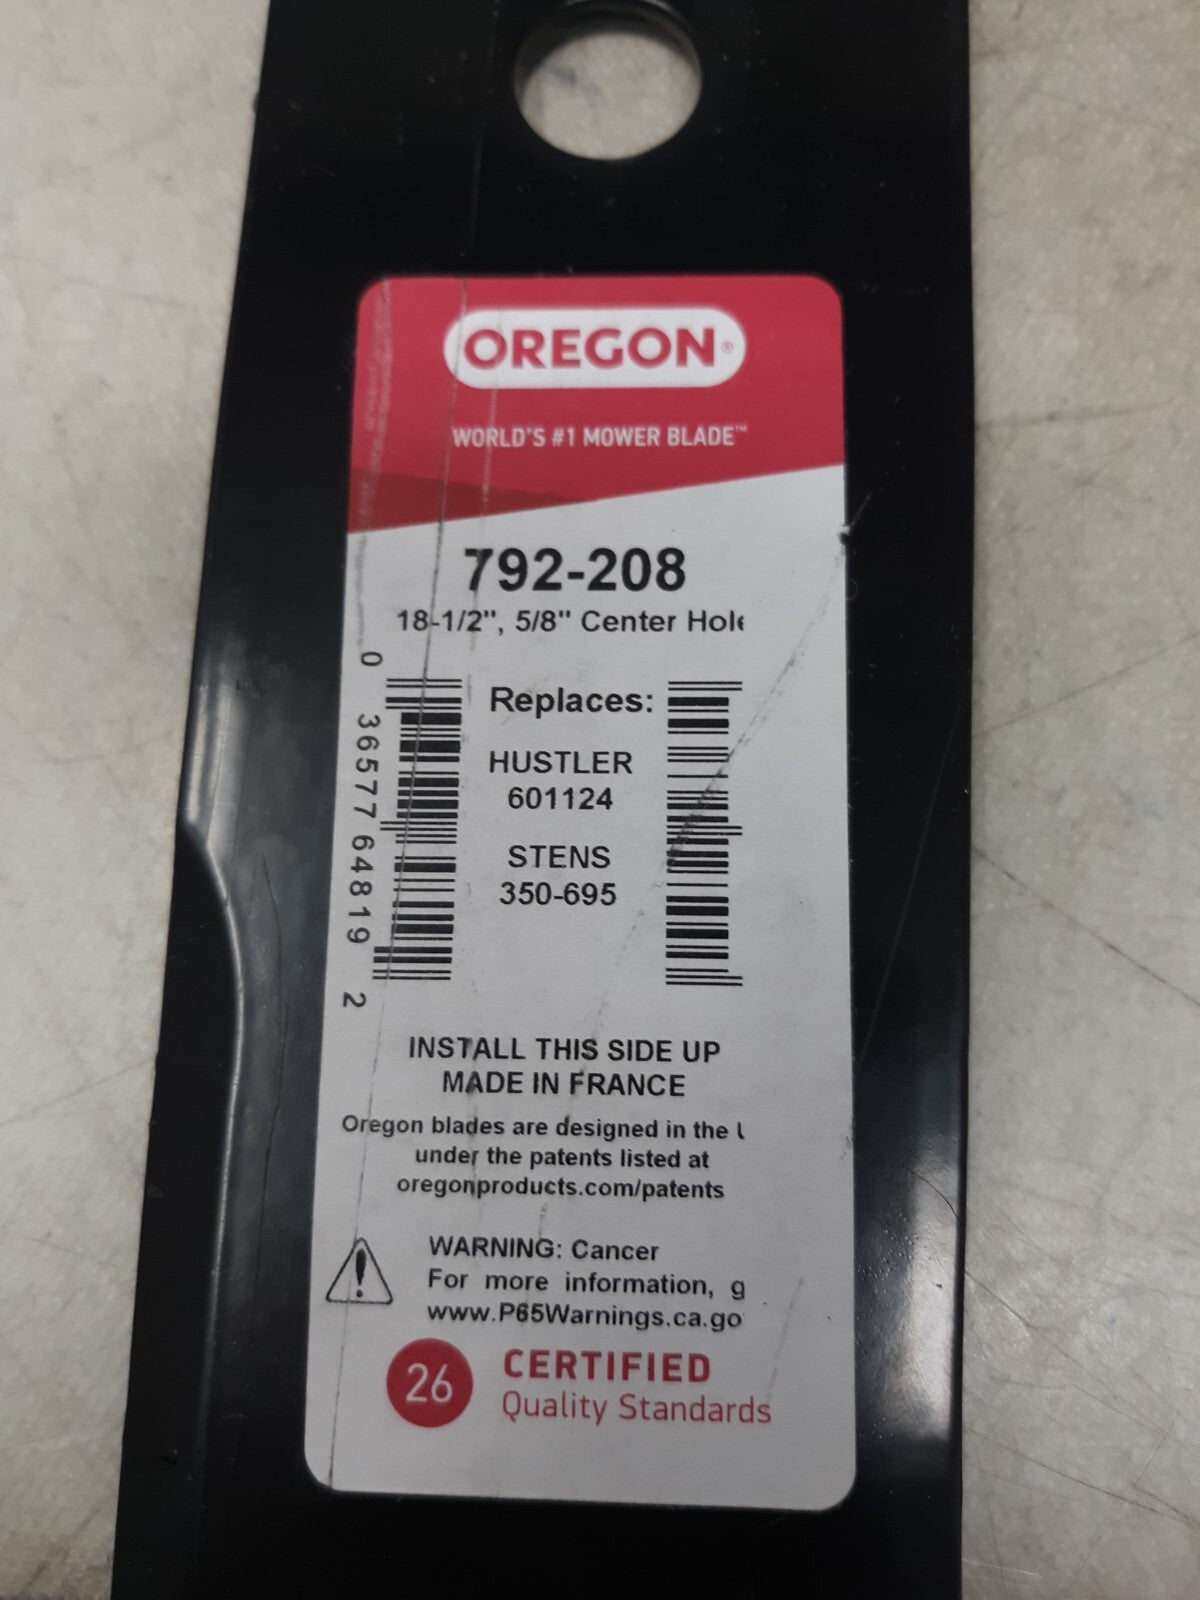 OREGON®
WORLD'S #1 MOWER BLADE™
792-208
18-1/2", 5/8" Center Hole
0 36577 64819 2
Replaces:
HUSTLER
601124
STENS
350-695
INSTALL THIS SIDE UP
MADE IN FRANCE
Oregon blades are designed in the
under the patents listed at
oregonproducts.com/patents
WARNING: Cancer
For more information, g
www.P65Warnings.ca.go
26 CERTIFIED
Quality Standards